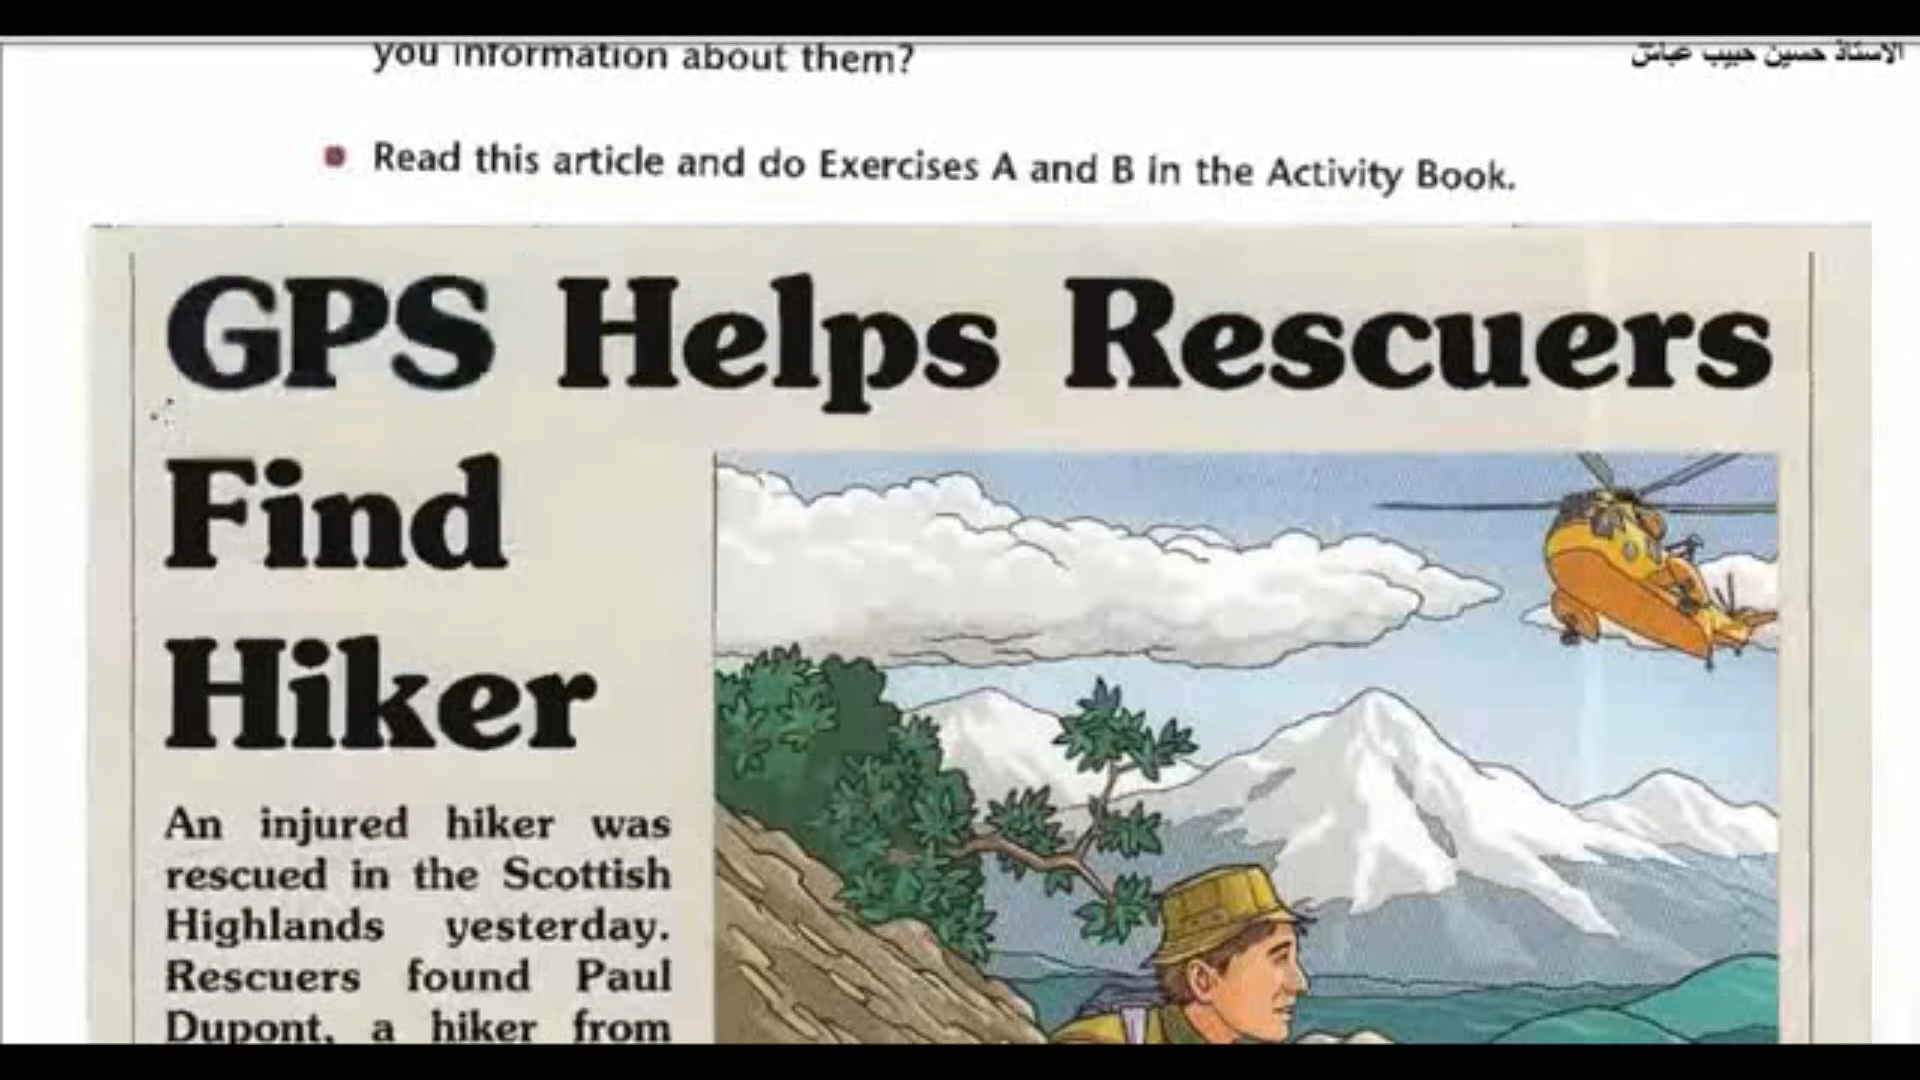 you information about them?
الاستاذ حسين حبيب عباس
Read this article and do Exercises A and B in the Activity Book.
GPS Helps Rescuers
Find
Hiker
An injured hiker was
rescued in the Scottish
Highlands yesterday.
Rescuers found Paul
Dupont, a hiker from